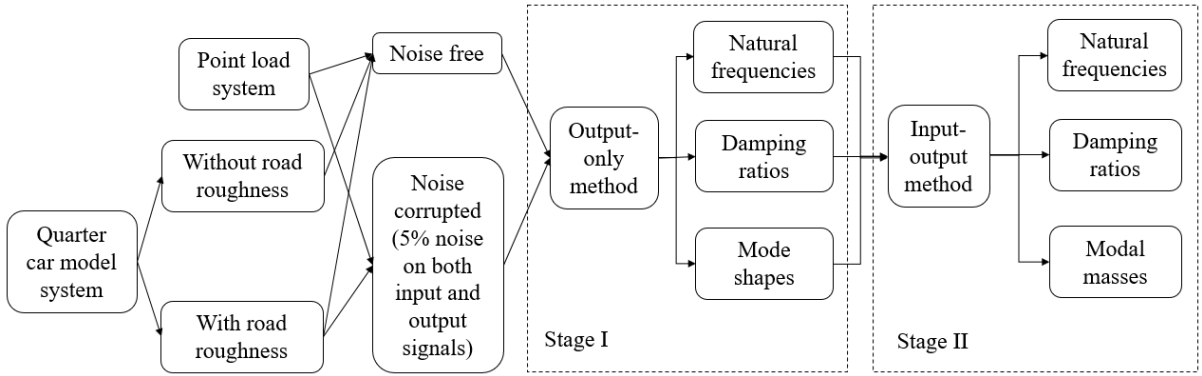 Point load
system
Noise free
Without road
roughness
Quarter
car model
system
With road
roughness
Noise
corrupted
(5% noise
on both
input and
output
signals)
Output-
only
method
Natural
frequencies
Damping
ratios
Mode
shapes
Stage I
Input-
output
method
Natural
frequencies
Damping
ratios
Modal
masses
Stage II